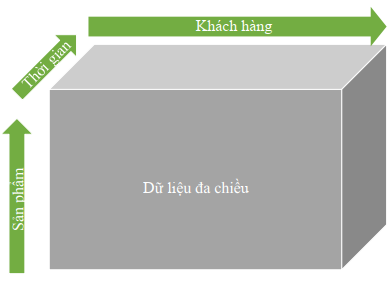 Khách hàng
Thời gian
Dữ liệu đa chiều
Sản phẩm